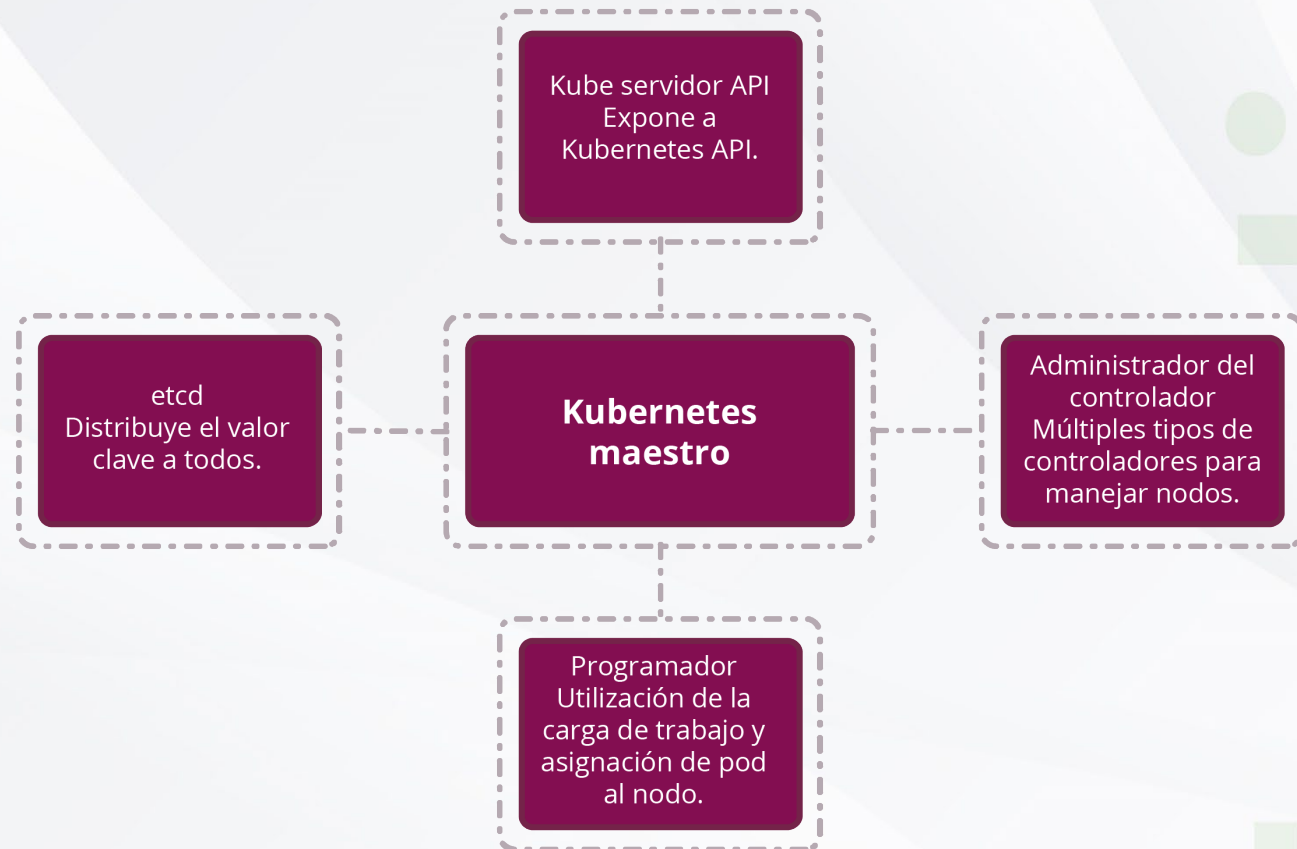 Kube servidor API
Expone a
Kubernetes API.
etcd
Distribuye el valor
clave a todos.
Kubernetes
maestro
Administrador del
controlador
Múltiples tipos de
controladores para
manejar nodos.
Programador
Utilización de la
carga de trabajo y
asignación de pod
al nodo.